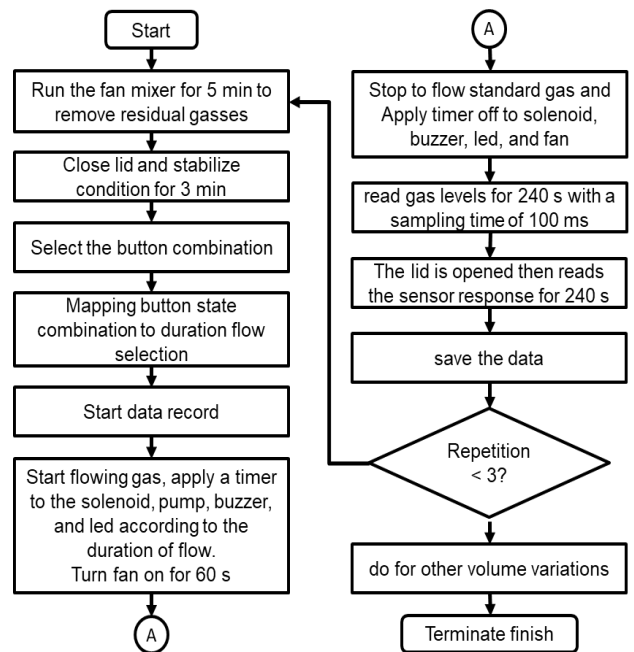 Start
Run the fan mixer for 5 min to
remove residual gasses
Close lid and stabilize
condition for 3 min
Select the button combination
Mapping button state
combination to duration flow
selection
Start data record
Start flowing gas, apply a timer
to the solenoid, pump, buzzer,
and led according to the
duration of flow.
Turn fan on for 60 s
A
A
Stop to flow standard gas and
Apply timer off to solenoid,
buzzer, led, and fan
read gas levels for 240 s with a
sampling time of 100 ms
The lid is opened then reads
the sensor response for 240 s
save the data
Repetition
< 3?
do for other volume variations
Terminate finish